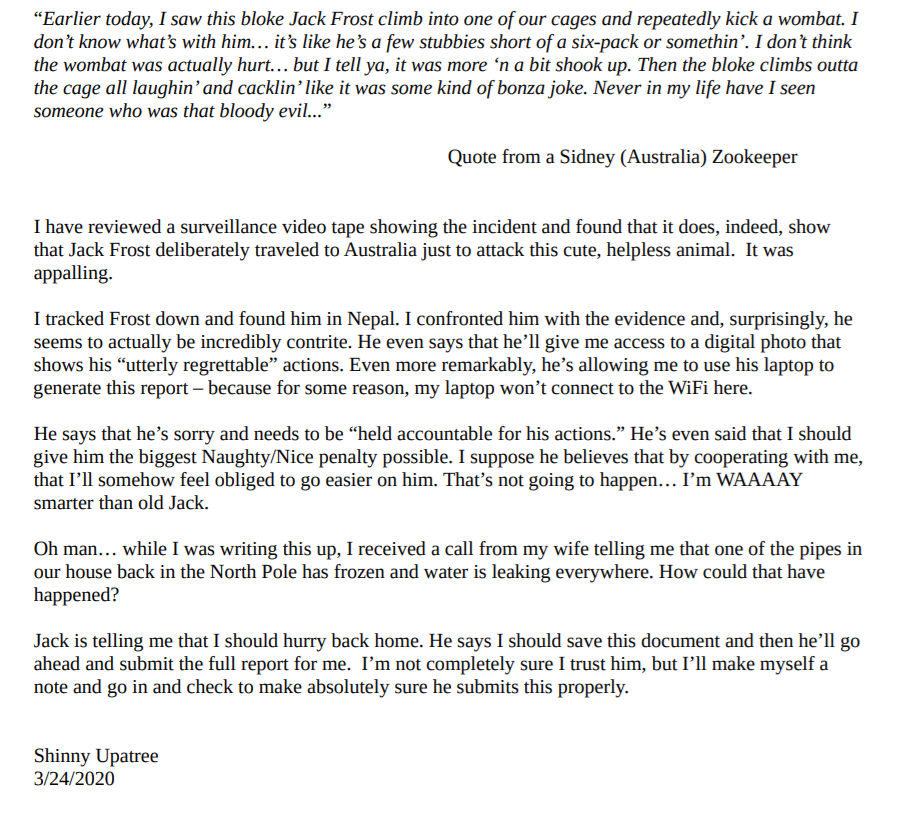 “Earlier today, I saw this bloke Jack Frost climb into one of our cages and repeatedly kick a wombat. I
don’t know what’s with him… it’s like he’s a few stubbies short of a six-pack or somethin’. I don’t think
the wombat was actually hurt… but I tell ya, it was more ‘n a bit shook up. Then the bloke climbs outta
the cage all laughin’ and cacklin’ like it was some kind of bonza joke. Never in my life have I seen
someone who was that bloody evil...”
Quote from a Sidney (Australia) Zookeeper
I have reviewed a surveillance video tape showing the incident and found that it does, indeed, show
that Jack Frost deliberately traveled to Australia just to attack this cute, helpless animal.  It was
appalling.
I tracked Frost down and found him in Nepal. I confronted him with the evidence and, surprisingly, he
seems to actually be incredibly contrite. He even says that he’ll give me access to a digital photo that
shows his “utterly regrettable” actions. Even more remarkably, he’s allowing me to use his laptop to
generate this report – because for some reason, my laptop won’t connect to the WiFi here.
He says that he’s sorry and needs to be “held accountable for his actions.” He’s even said that I should
give him the biggest Naughty/Nice penalty possible. I suppose he believes that by cooperating with me,
that I’ll somehow feel obliged to go easier on him. That’s not going to happen… I’m WAAAAY
smarter than old Jack.
Oh man… while I was writing this up, I received a call from my wife telling me that one of the pipes in
our house back in the North Pole has frozen and water is leaking everywhere. How could that have
happened?
Jack is telling me that I should hurry back home. He says I should save this document and then he’ll go
ahead and submit the full report for me.  I’m not completely sure I trust him, but I’ll make myself a
note and go in and check to make absolutely sure he submits this properly.
Shinny Upatree
3/24/2020